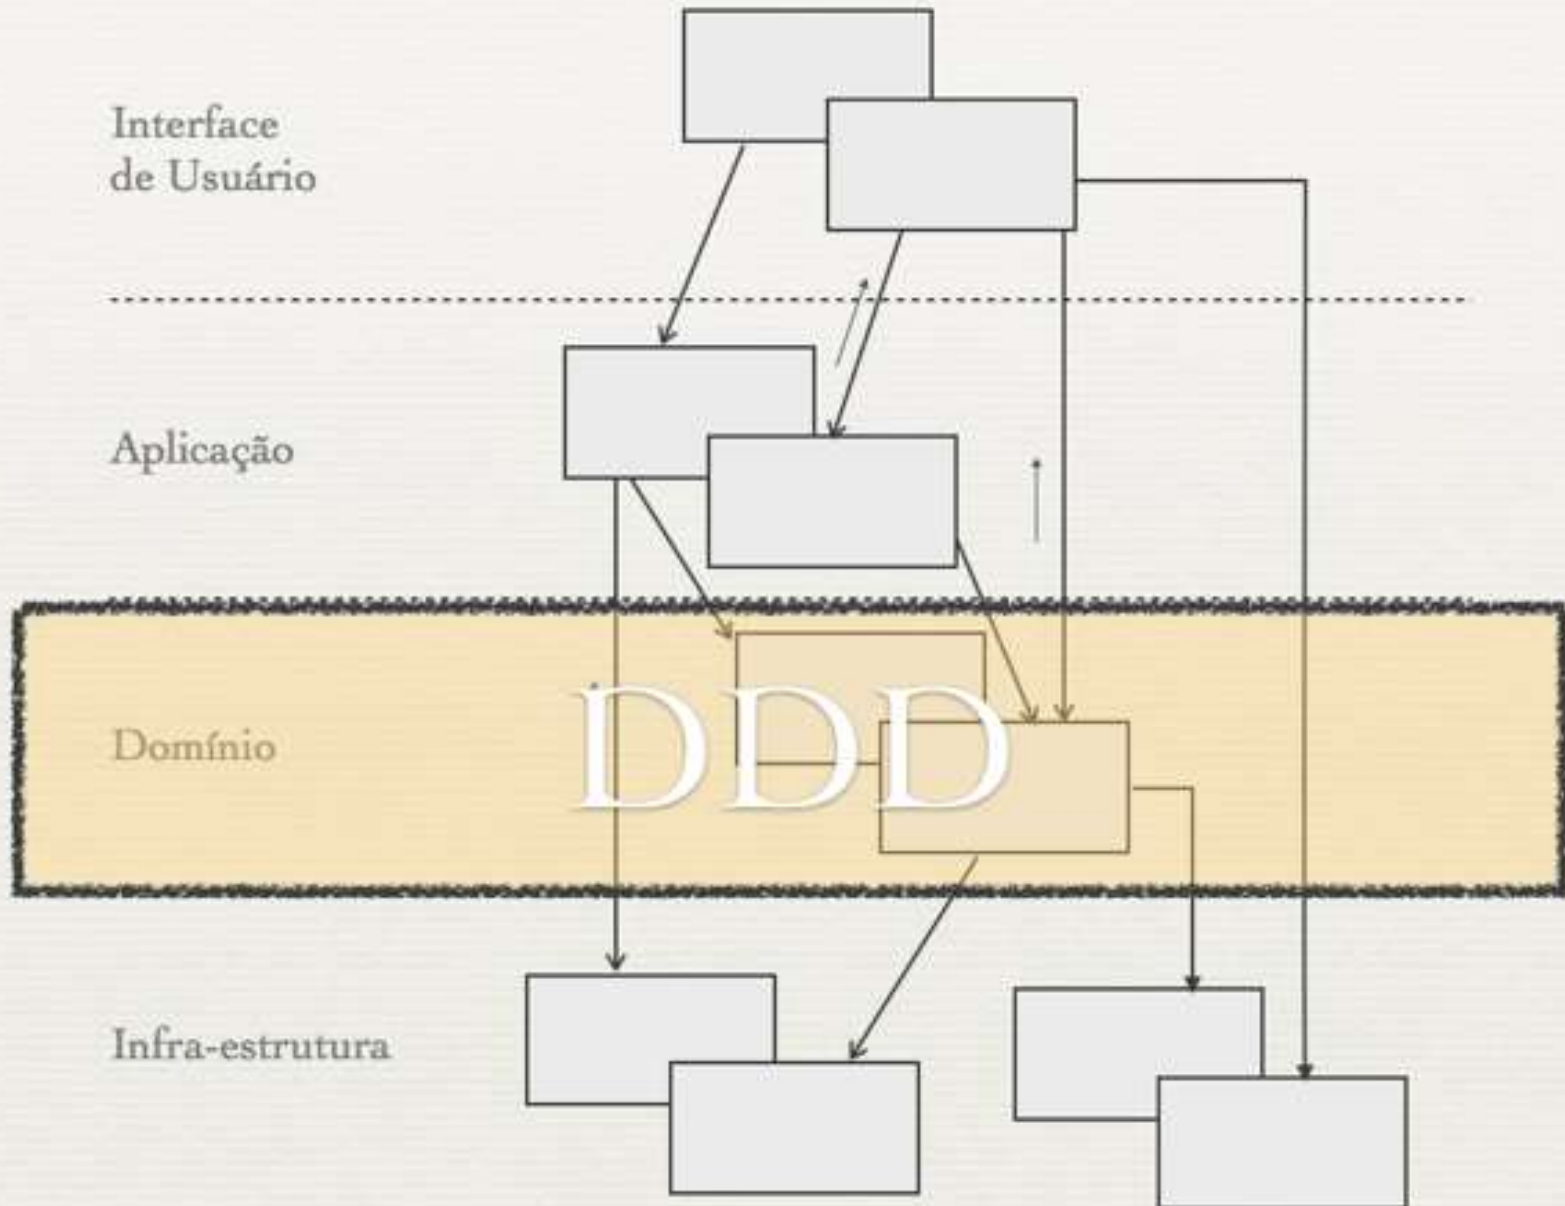 Interface
de Usuário
Aplicação
Domínio
DDD
Infra-estrutura